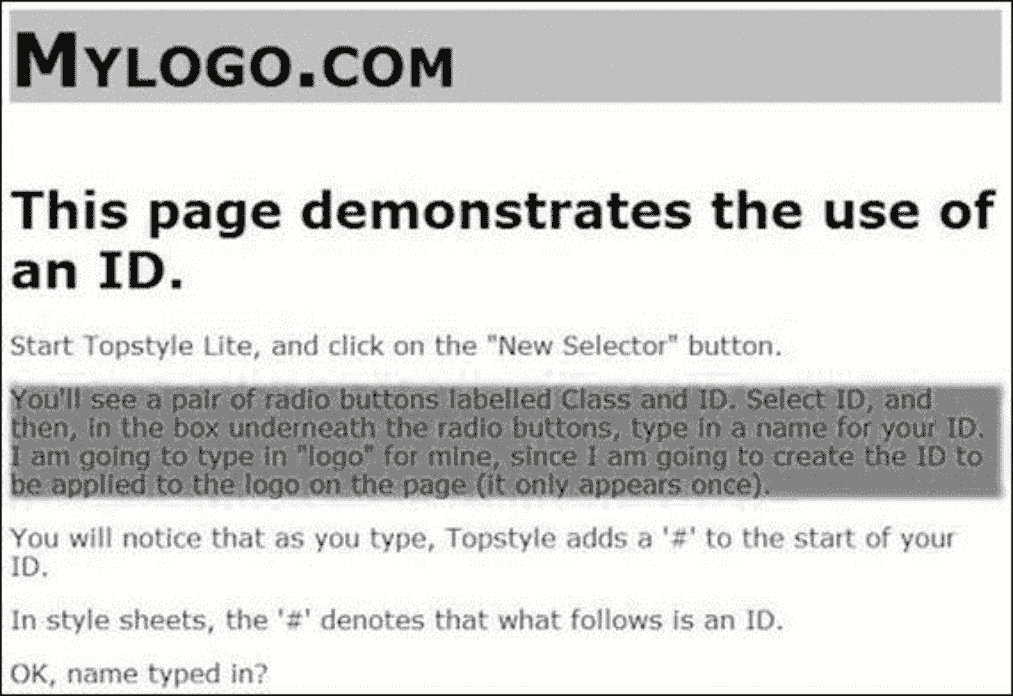 MYLOGO.COM
This page demonstrates the use of
an ID.
Start Topstyle Lite, and click on the "New Selector" button.
You'll see a pair of radio buttons labelled Class and ID. Select ID, and
then, in the box underneath the radio buttons, type in a name for your ID.
I am going to type in "logo" for mine, since I am going to create the ID to
be applied to the logo on the page (it only appears once).
You will notice that as you type, Topstyle adds a '#' to the start of your
ID.
In style sheets, the '#' denotes that what follows is an ID.
OK, name typed in?